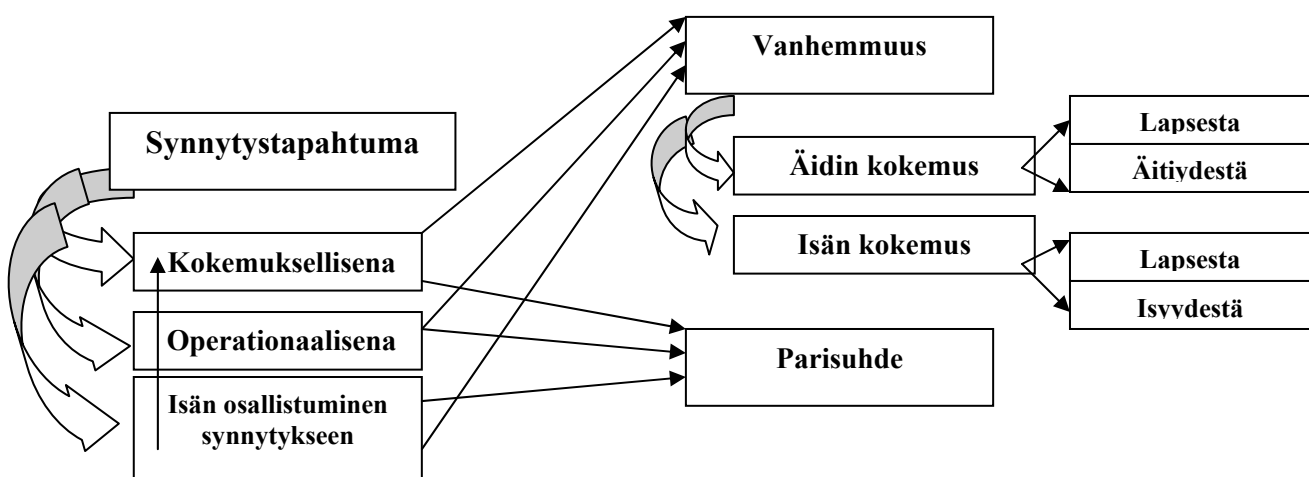 Vanhemmuus
Synnytystapahtuma
Lapsesta
Äidin kokemus
Äitiydestä
Isän kokemus
Kokemuksellisena
Lapsesta
Isyydestä
Operationaalisena
Parisuhde
Isän osallistuminen
synnytykseen